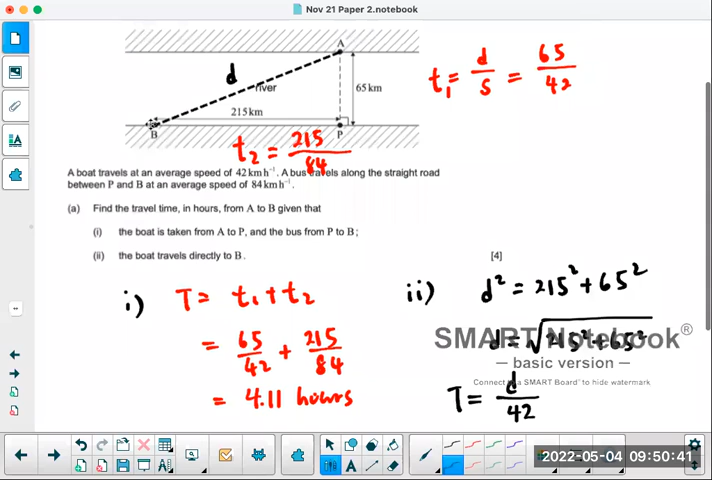 Nov 21 Paper 2.notebook
A
t₁ = d/s = 65/42
d
river
65 km
215 km
B
P
t₂ = 215/84
A boat travels at an average speed of 42 km h⁻¹. A bus travels along the straight road
between P and B at an average speed of 84 km h⁻¹.
(a) Find the travel time, in hours, from A to B given that
(i) the boat is taken from A to P, and the bus from P to B;
(ii) the boat travels directly to B.
[4]
i) T = t₁ + t₂
= 65/42 + 215/84
= 4.11 hours
ii) d² = 215² + 65²
d = √215² + 65²
SMART Notebook®
— basic version —
Connect to a SMART Board® to hide watermark
T = d/42
2022-05-04 09:50:41